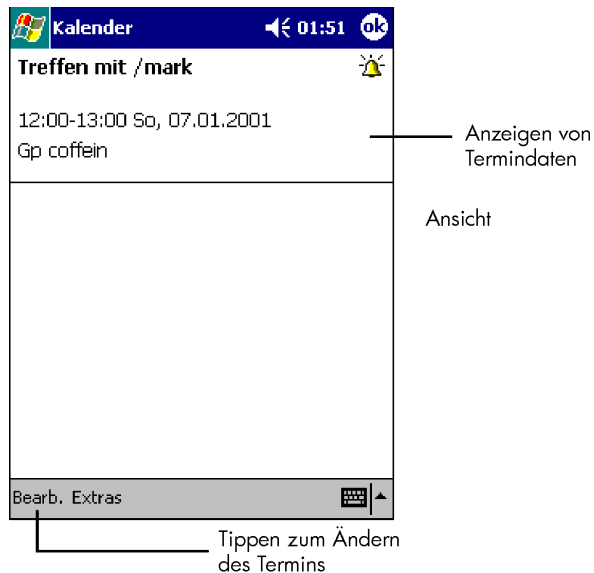 Kalender 01:51 ok
Treffen mit /mark
12:00-13:00 So, 07.01.2001
Gp coffein
Anzeigen von
Termindaten
Ansicht
Bearb. Extras
Tippen zum Ändern
des Termins